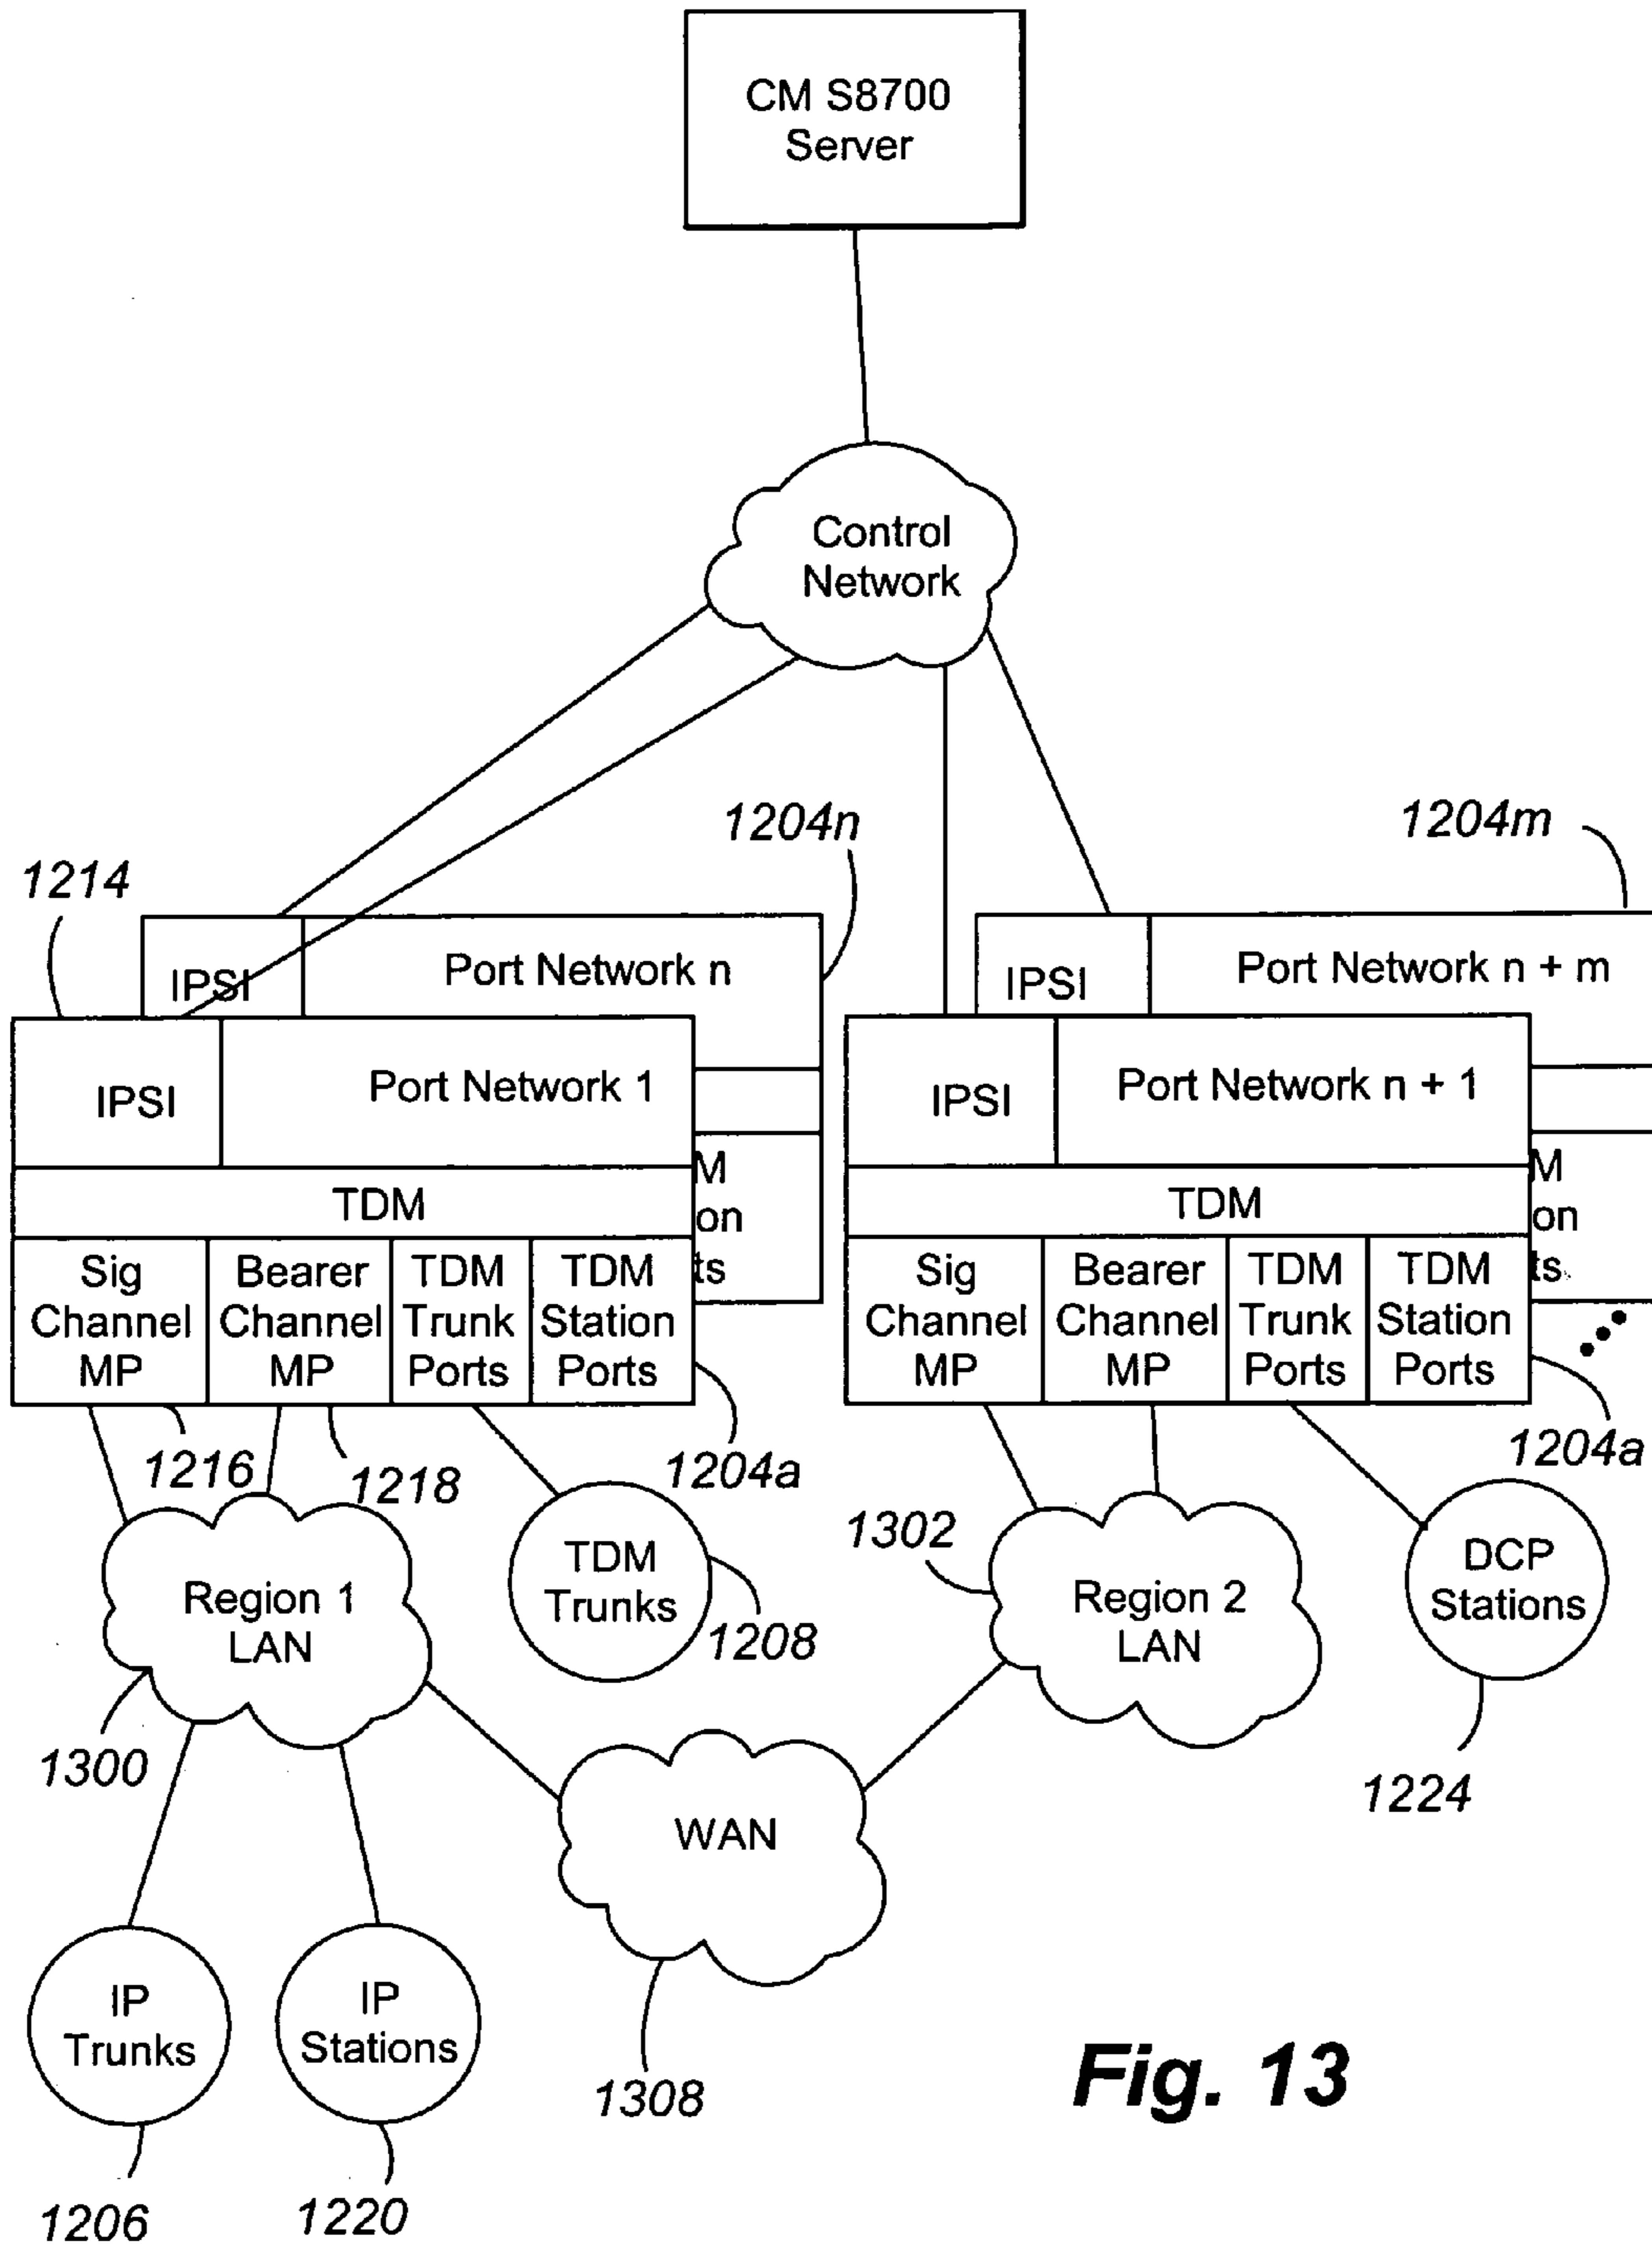 CM S8700
Server
Control
Network
1204n
1204m
1214
IPSI
Port Network n
IPSI
Port Network n + m
IPSI
Port Network 1
IPSI
Port Network n + 1
TDM
M
on
ts
TDM
M
on
ts
Sig
Channel
MP
Bearer
Channel
MP
TDM
Trunk
Ports
TDM
Station
Ports
Sig
Channel
MP
Bearer
Channel
MP
TDM
Trunk
Ports
TDM
Station
Ports
1216
1218
1204a
1204a
Region 1
LAN
TDM
Trunks
1208
1302
Region 2
LAN
DCP
Stations
1300
1224
WAN
IP
Trunks
IP
Stations
1308
1206
1220
Fig. 13